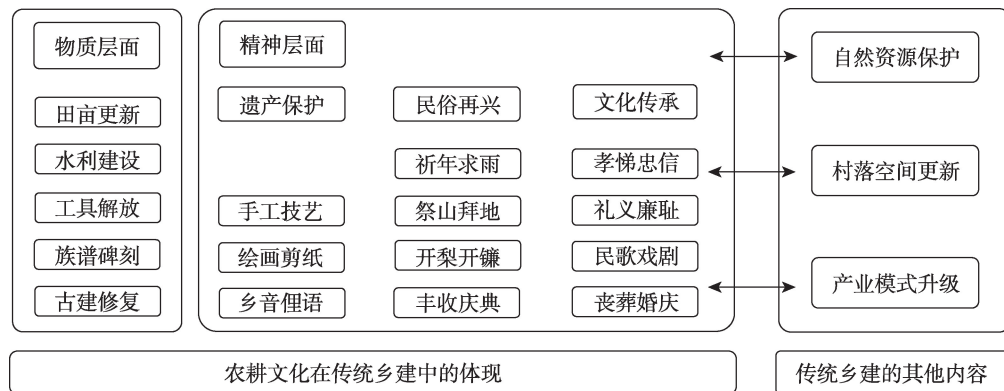 物质层面
田亩更新
水利建设
工具解放
族谱碑刻
古建修复
精神层面
遗产保护
民俗再兴
文化传承
祈年求雨
孝悌忠信
手工技艺
祭山拜地
礼义廉耻
绘画剪纸
开梨开镰
民歌戏剧
乡音俚语
丰收庆典
丧葬婚庆
自然资源保护
村落空间更新
产业模式升级
农耕文化在传统乡建中的体现
传统乡建的其他内容